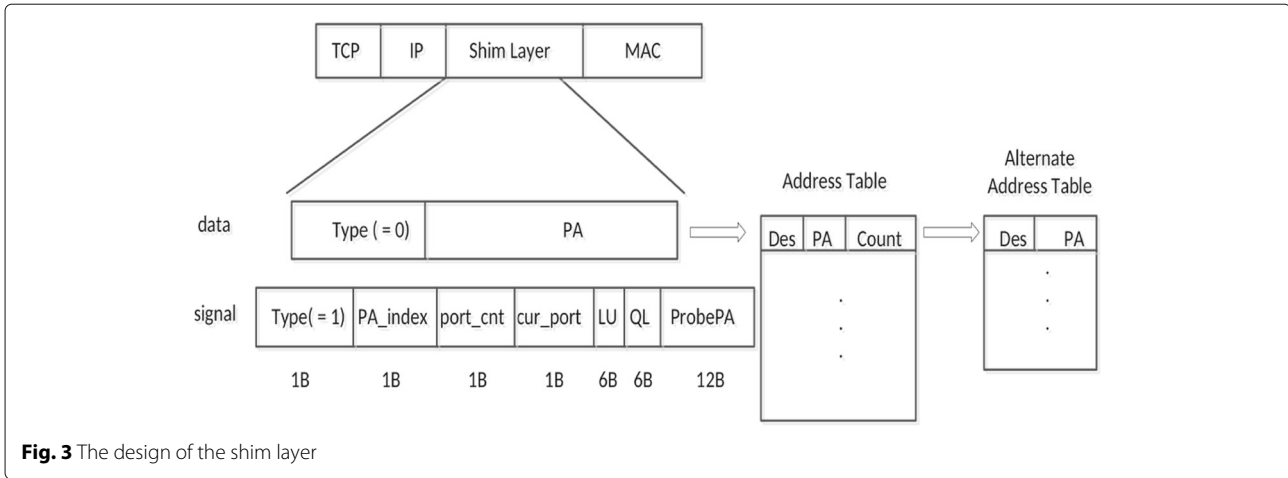 TCP IP Shim Layer MAC
data Type ( = 0) PA
signal Type( = 1) PA_index port_cnt cur_port LU QL ProbePA
1B 1B 1B 1B 6B 6B 12B
Address Table
Des PA Count
Alternate
Address Table
Des PA
Fig. 3 The design of the shim layer